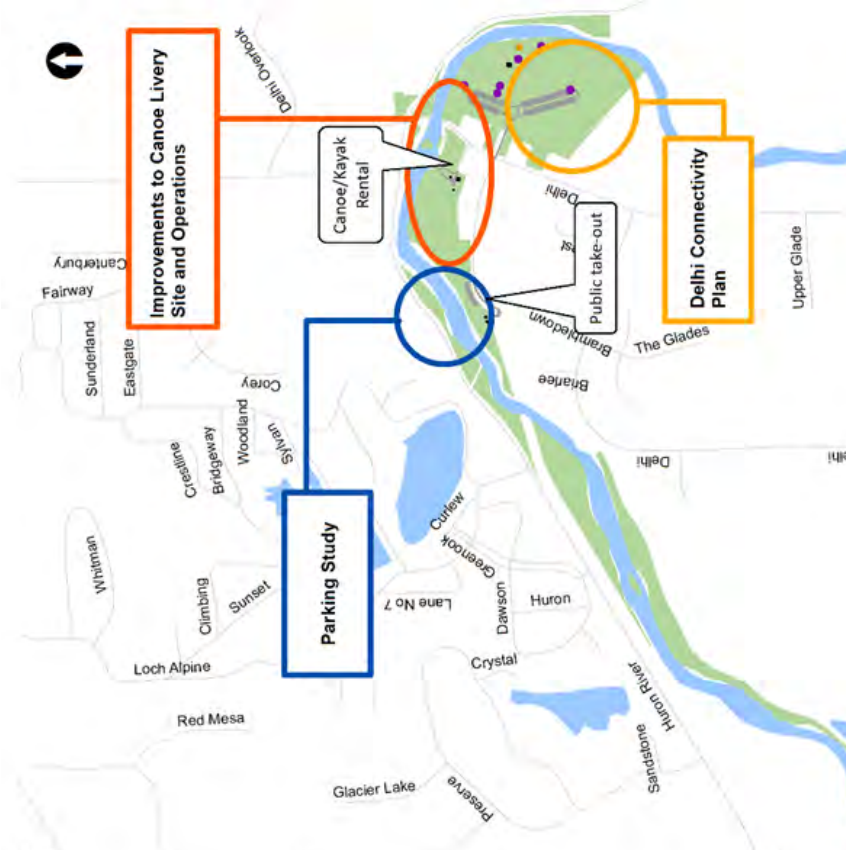 Improvements to Canoe Livery
Site and Operations
Delhi Overlook
Canoe/Kayak
Rental
Canterbury
Fairway
Sunderland
Eastgate
Corey
Woodland
Sylvan
Bridgeway
Crestline
Whitman
Climbing
Sunset
Loch Alpine
Red Mesa
Glacier Lake
Preserve
Parking Study
Lane No 7
Curlew
Greenook
Dawson
Huron
Crystal
Huron River
Sandstone
Public take-out
Brambledown
Briarlee
The Glades
Delhi
Delhi
Upper Glade
Delhi Connectivity
Plan